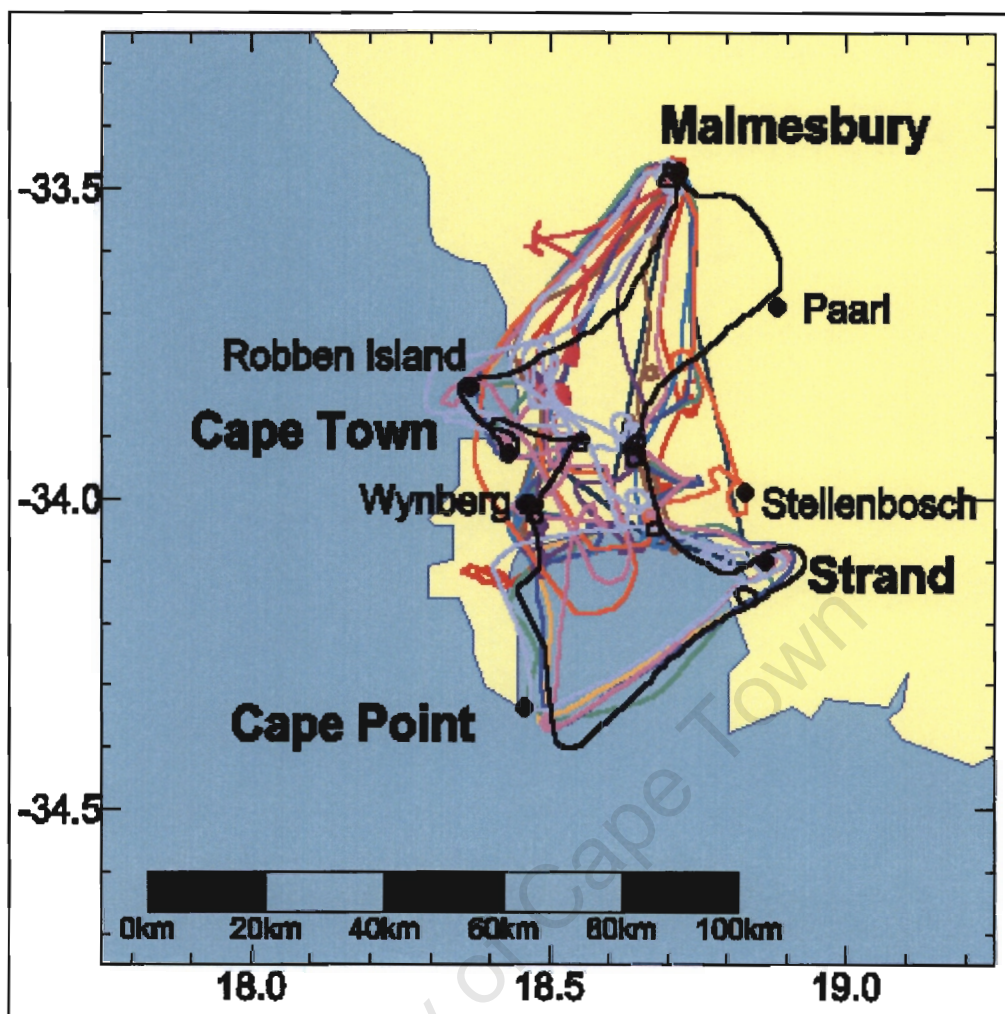 Malmesbury
-33.5
Paarl
Robben Island
Cape Town
-34.0
Wynberg
Stellenbosch
Strand
Cape Point
-34.5
0km 20km 40km 60km 80km 100km
18.0 18.5 19.0
y of Cape Town